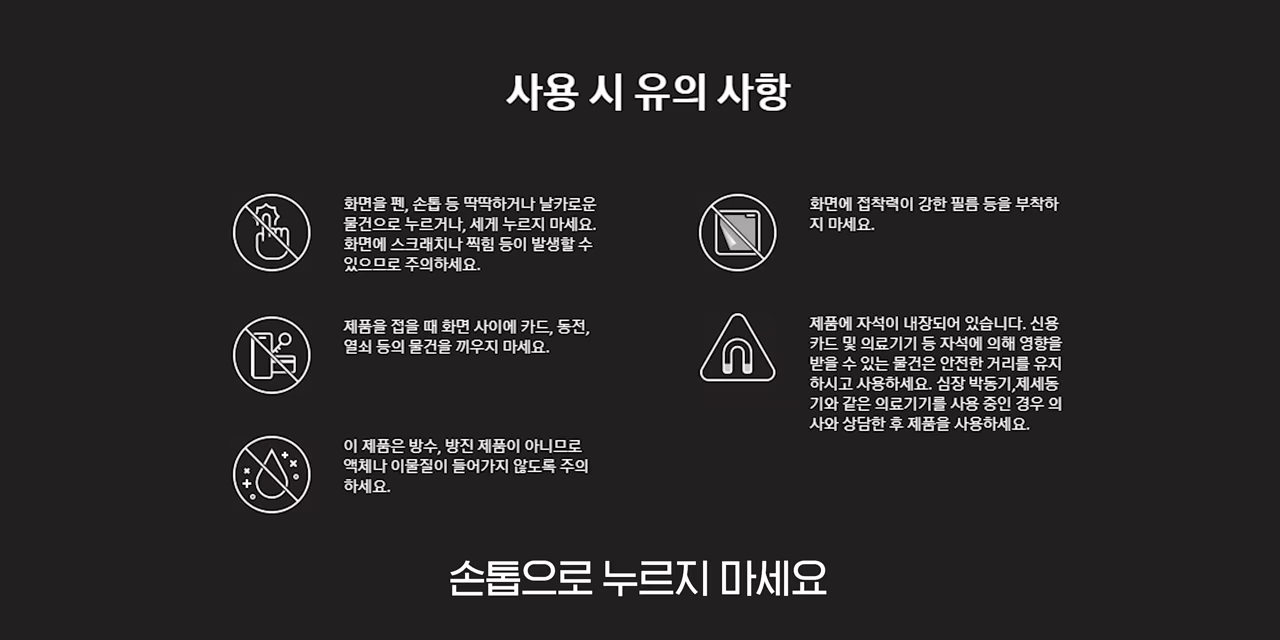 사용 시 유의 사항
화면을 펜, 손톱 등 딱딱하거나 날카로운
물건으로 누르거나, 세게 누르지 마세요.
화면에 스크래치나 찍힘 등이 발생할 수
있으므로 주의하세요.
제품을 접을 때 화면 사이에 카드, 동전,
열쇠 등의 물건을 끼우지 마세요.
이 제품은 방수, 방진 제품이 아니므로
액체나 이물질이 들어가지 않도록 주의
하세요.
화면에 접착력이 강한 필름 등을 부착하
지 마세요.
제품에 자석이 내장되어 있습니다. 신용
카드 및 의료기기 등 자석에 의해 영향을
받을 수 있는 물건은 안전한 거리를 유지
하시고 사용하세요. 심장 박동기,제세동
기와 같은 의료기기를 사용 중인 경우 의
사와 상담한 후 제품을 사용하세요.
손톱으로 누르지 마세요